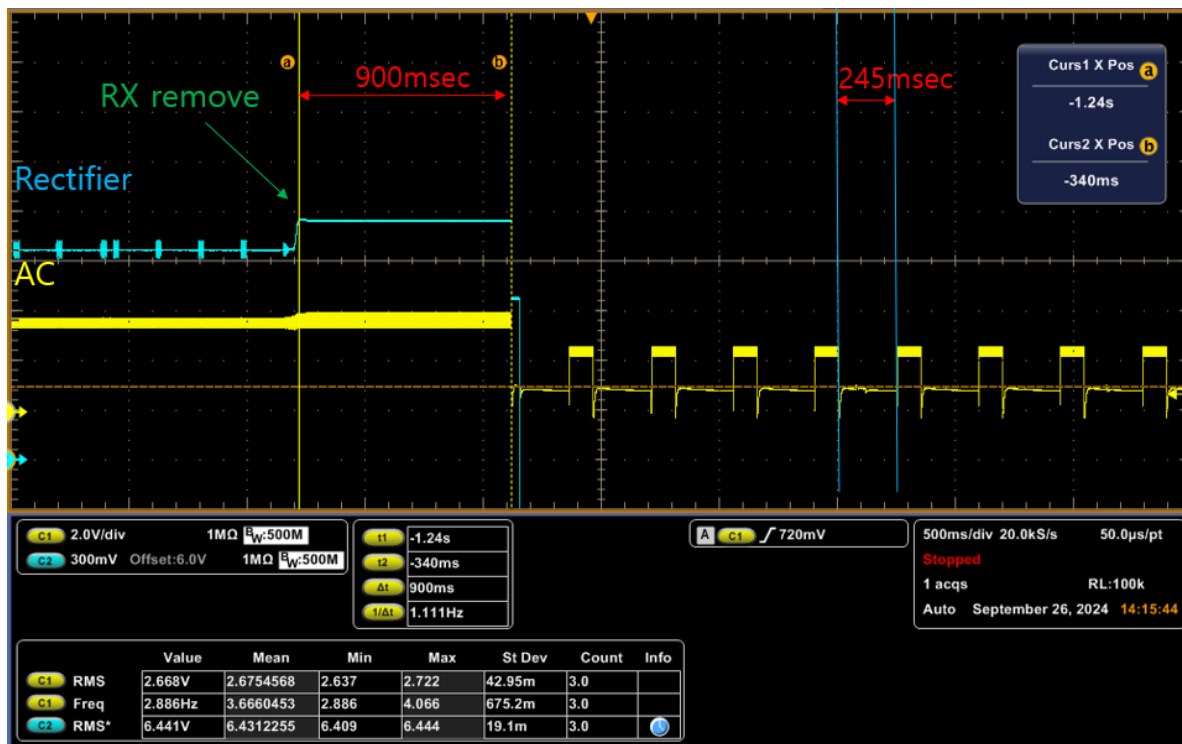 a
b
900msec
245msec
RX remove
Curs1 X Pos a
-1.24s
Curs2 X Pos b
-340ms
Rectifier
AC
C1 2.0V/div 1MΩ BW:500M
C2 300mV Offset:6.0V 1MΩ BW:500M
t1 -1.24s
t2 -340ms
Δt 900ms
1/Δt 1.111Hz
A C1 720mV
500ms/div 20.0kS/s 50.0µs/pt
Stopped
1 acqs RL:100k
Auto September 26, 2024 14:15:44
Value Mean Min Max St Dev Count Info
C1 RMS 2.668V 2.6754568 2.637 2.722 42.95m 3.0
C1 Freq 2.886Hz 3.6660453 2.886 4.066 675.2m 3.0
C2 RMS* 6.441V 6.4312255 6.409 6.444 19.1m 3.0